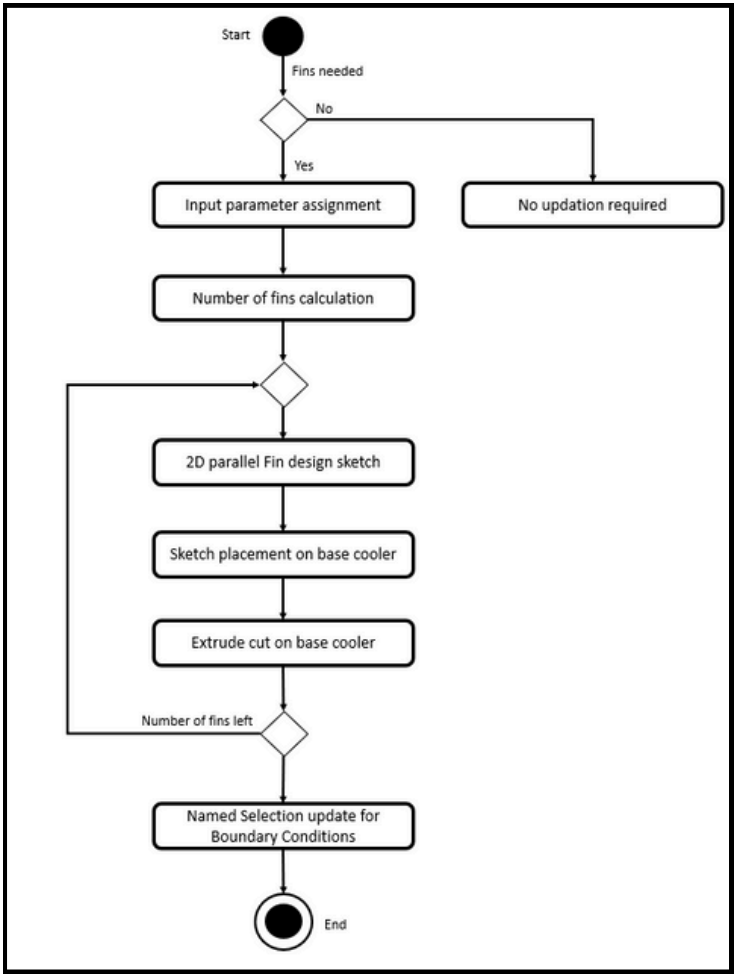 Start
Fins needed
No
Yes
Input parameter assignment
No updation required
Number of fins calculation
2D parallel Fin design sketch
Sketch placement on base cooler
Extrude cut on base cooler
Number of fins left
Named Selection update for
Boundary Conditions
End